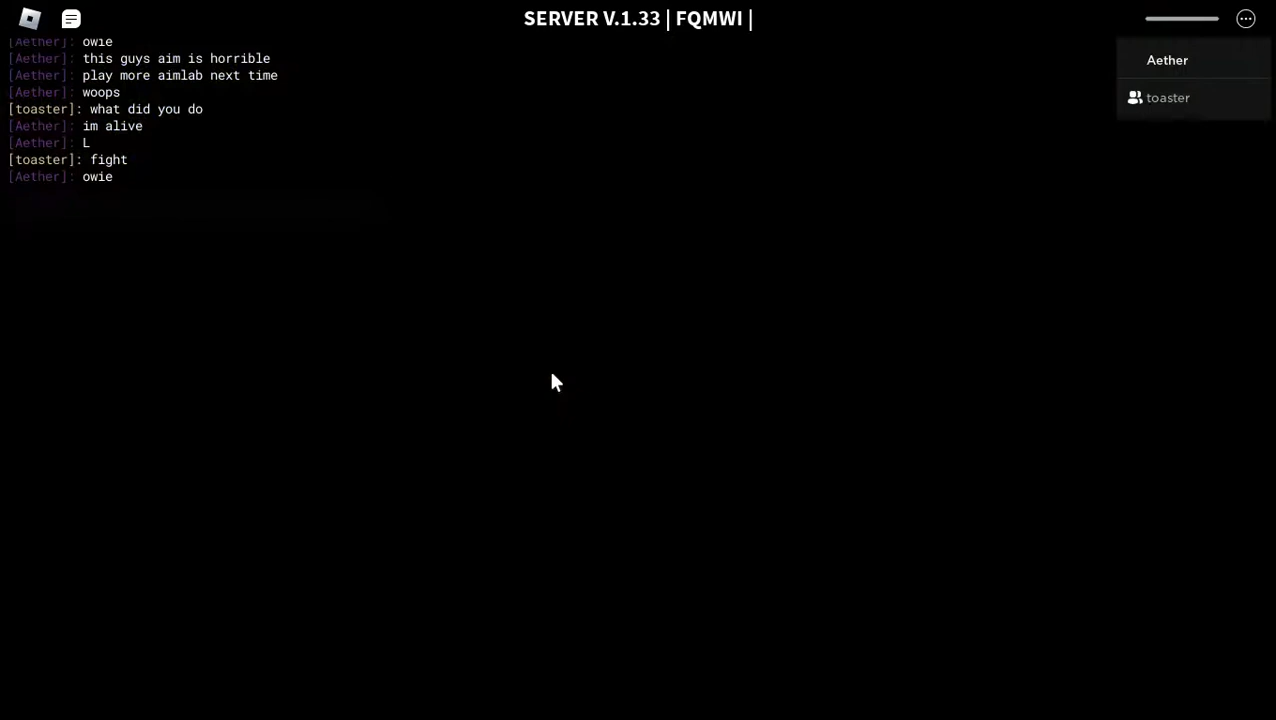 SERVER V.1.33 | FQMWI |
[Aether]: owie
[Aether]: this guys aim is horrible
[Aether]: play more aimlab next time
[Aether]: woops
[toaster]: what did you do
[Aether]: im alive
[Aether]: L
[toaster]: fight
[Aether]: owie
Aether
toaster